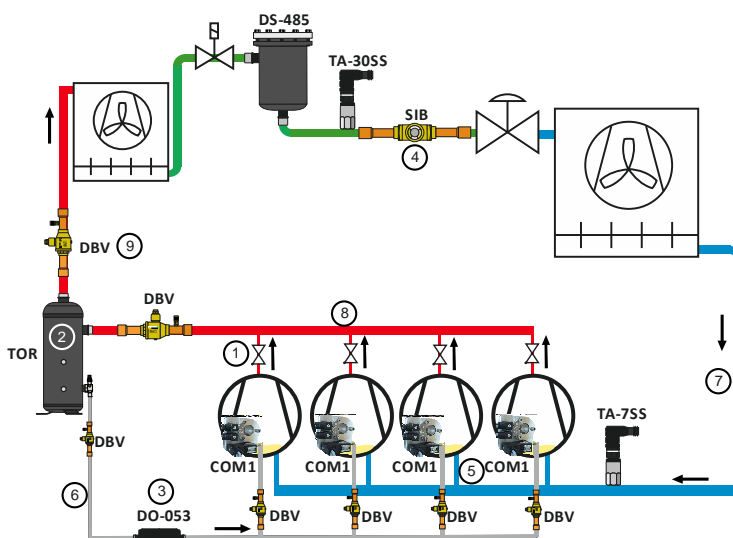 DS-485
TA-30SS
SIB
4
DBV 9
DBV
8
2
TOR
1
7
TA-7SS
DBV
COM1 COM1 COM1 5 COM1
6
3
DO-053
DBV DBV DBV DBV